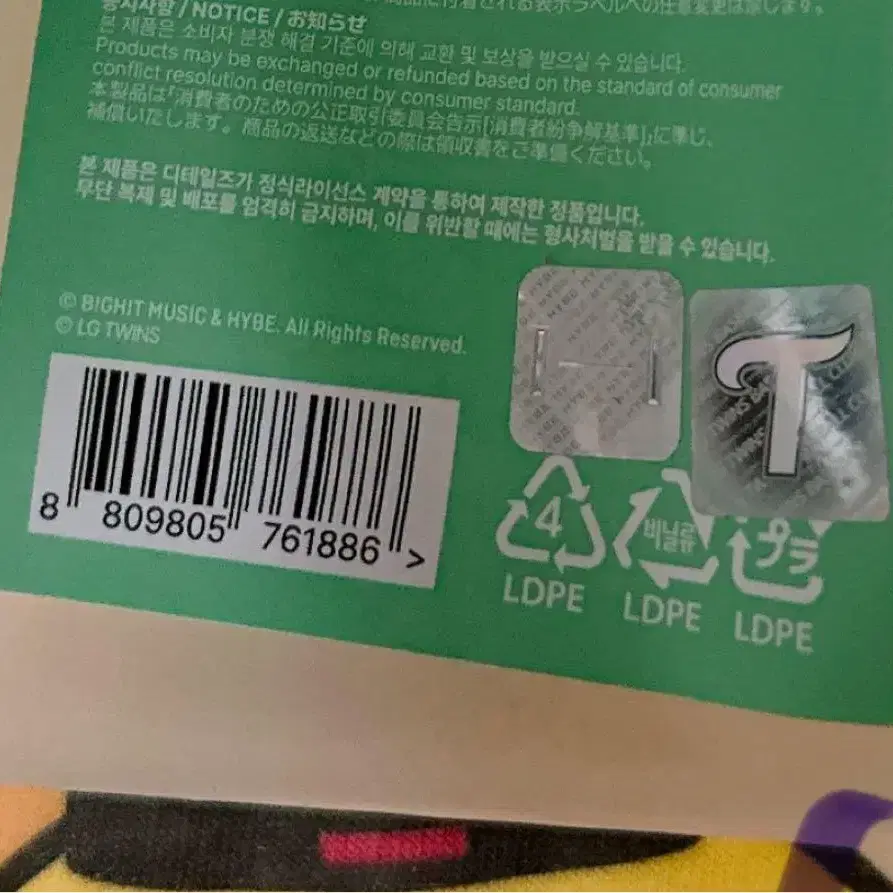 공지사항 / NOTICE / お知らせ
본 제품은 소비자 분쟁 해결 기준에 의해 교환 및 보상을 받으실 수 있습니다.
Products may be exchanged or refunded based on the standard of consumer
conflict resolution determined by consumer standard.
本製品は「消費者のための公正取引委員会告示[消費者紛争解基準]」に準じ、
補償いたします。商品の返送などの際は領収書をご準備ください。
본 제품은 디테일즈가 정식라이선스 계약을 통하여 제작한 정품입니다.
무단 복제 및 배포를 엄격히 금지하며, 이를 위반할 때에는 형사처벌을 받을 수 있습니다.
© BIGHIT MUSIC & HYBE. All Rights Reserved.
© LG TWINS
8 809805 761886 >
HYBE
T
4
LDPE
비닐류
LDPE
プラ
LDPE